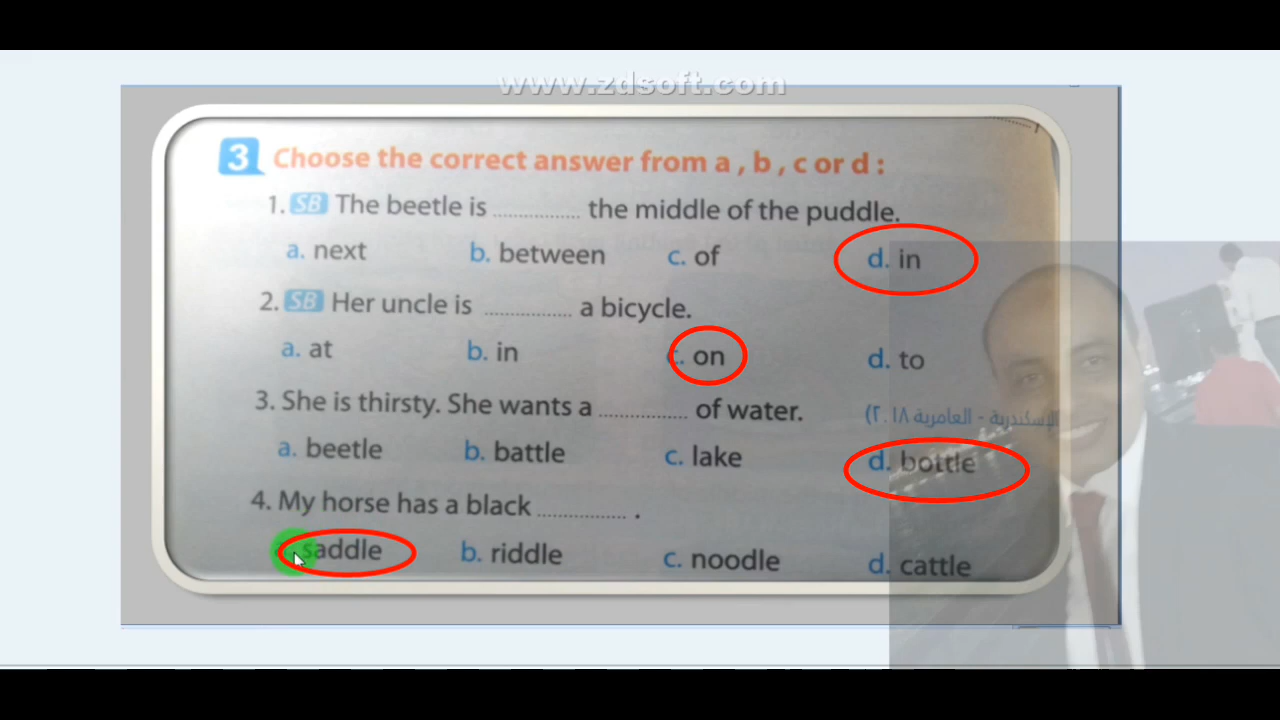 www.zdsoft.com
3 Choose the correct answer from a , b , c or d :
1. SB The beetle is ............... the middle of the puddle.
a. next b. between c. of d. in
2. SB Her uncle is ............... a bicycle.
a. at b. in c. on d. to
3. She is thirsty. She wants a ............... of water. (الإسكندرية - العامرية ٢٠١٨
a. beetle b. battle c. lake d. bottle
4. My horse has a black ............... .
a. saddle b. riddle c. noodle d. cattle